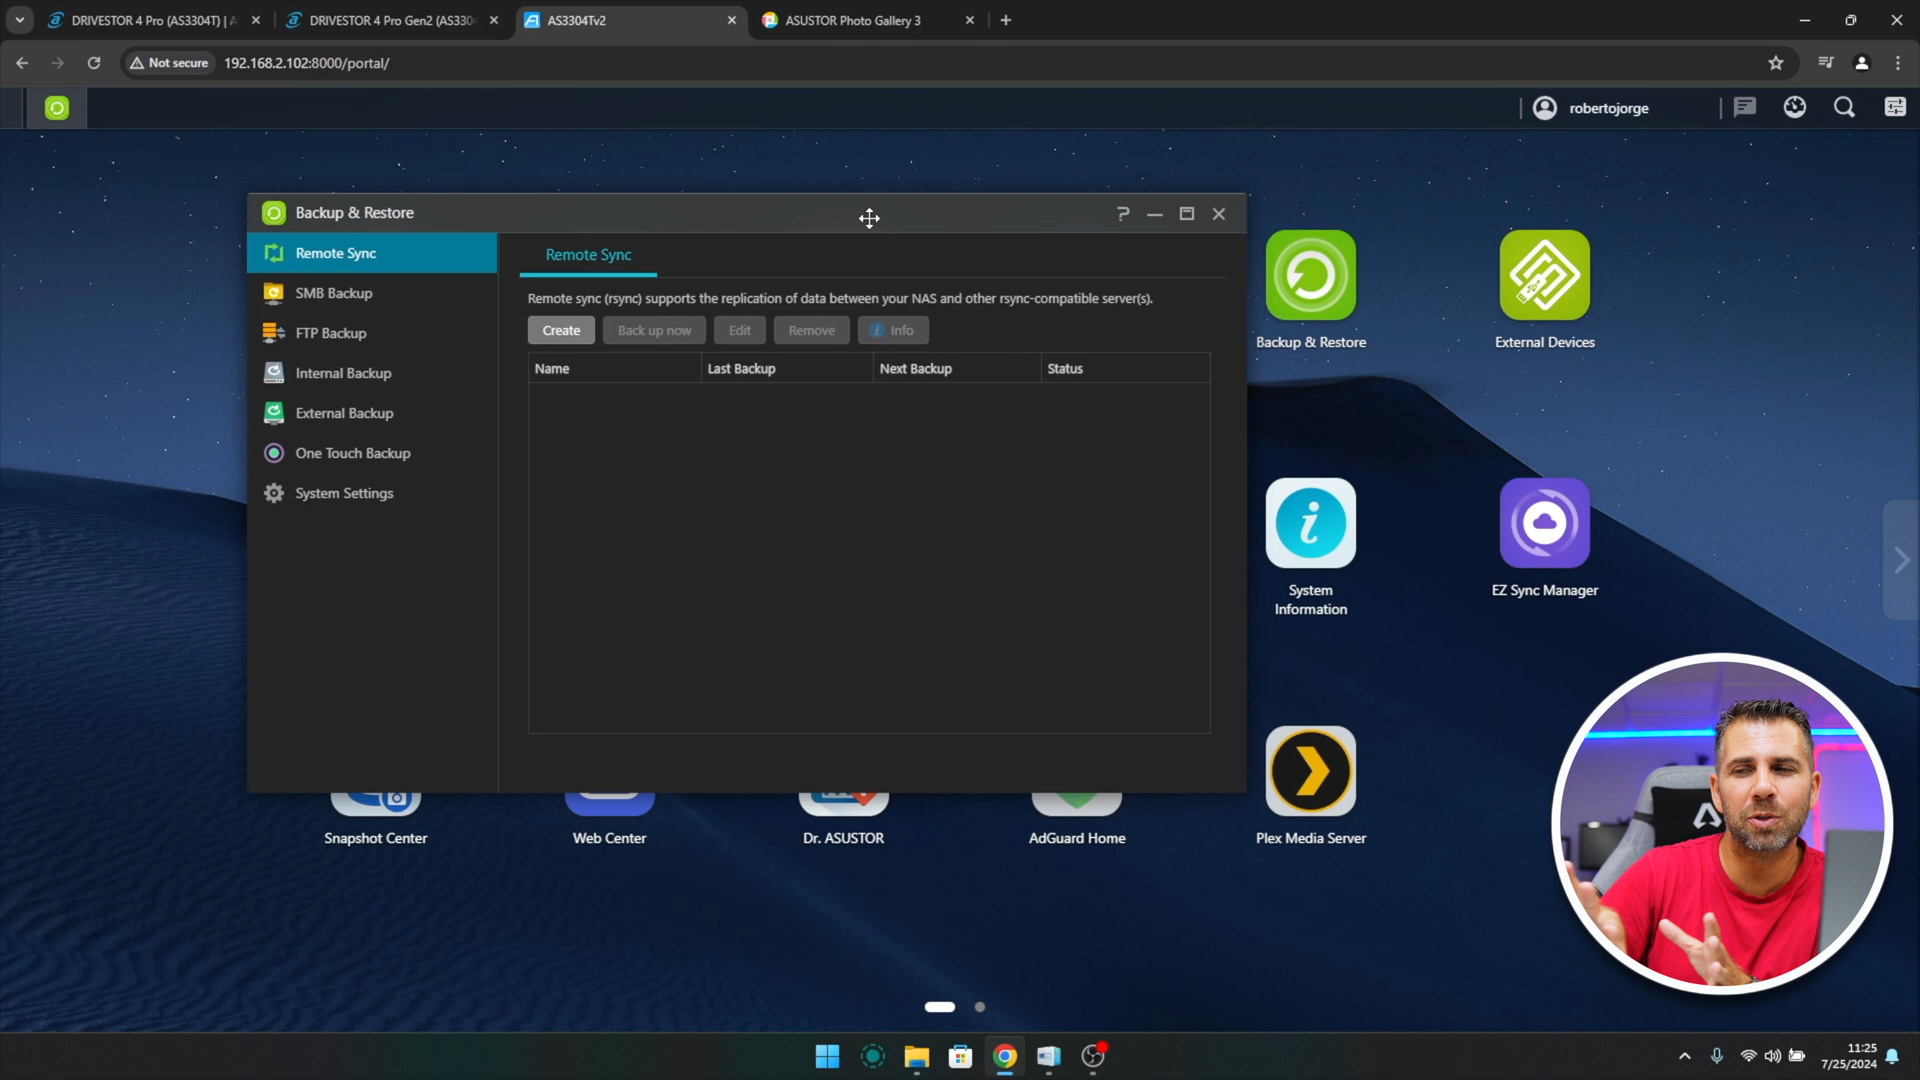 DRIVESTOR 4 Pro (AS3304T) | A
DRIVESTOR 4 Pro Gen2 (AS330
AS3304Tv2
ASUSTOR Photo Gallery 3
Not secure
192.168.2.102:8000/portal/
robertojorge
Backup & Restore
Remote Sync
SMB Backup
FTP Backup
Internal Backup
External Backup
One Touch Backup
System Settings
Remote Sync
Remote sync (rsync) supports the replication of data between your NAS and other rsync-compatible server(s).
Create
Back up now
Edit
Remove
Info
Name
Last Backup
Next Backup
Status
Backup & Restore
External Devices
System
Information
EZ Sync Manager
Snapshot Center
Web Center
Dr. ASUSTOR
AdGuard Home
Plex Media Server
11:25
7/25/2024